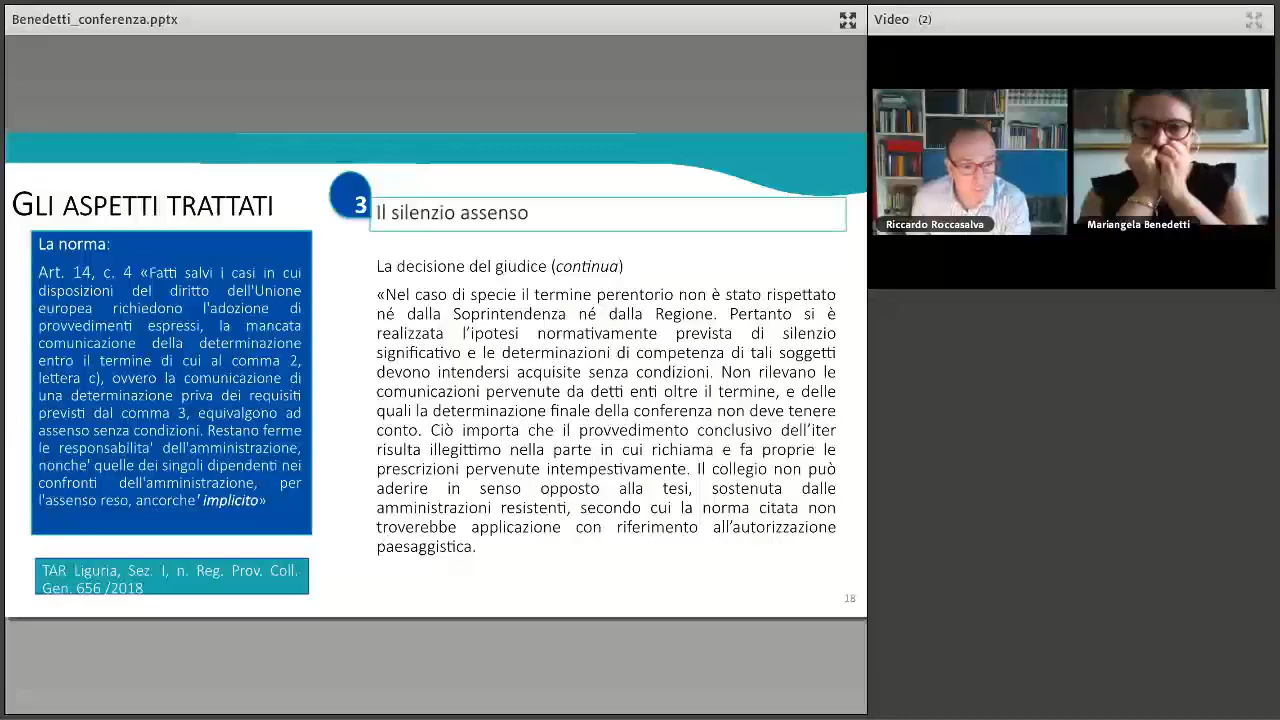 Benedetti_conferenza.pptx
Video (2)
GLI ASPETTI TRATTATI
3
Il silenzio assenso
La norma:
Art. 14, c. 4 «Fatti salvi i casi in cui
disposizioni del diritto dell'Unione
europea richiedono l'adozione di
provvedimenti espressi, la mancata
comunicazione della determinazione
entro il termine di cui al comma 2,
lettera c), ovvero la comunicazione di
una determinazione priva dei requisiti
previsti dal comma 3, equivalgono ad
assenso senza condizioni. Restano ferme
le responsabilita' dell'amministrazione,
nonche' quelle dei singoli dipendenti nei
confronti dell'amministrazione, per
l'assenso reso, ancorche' implicito»
TAR Liguria, Sez. I, n. Reg. Prov. Coll.
Gen. 656 /2018
La decisione del giudice (continua)
«Nel caso di specie il termine perentorio non è stato rispettato
né dalla Soprintendenza né dalla Regione. Pertanto si è
realizzata l’ipotesi normativamente prevista di silenzio
significativo e le determinazioni di competenza di tali soggetti
devono intendersi acquisite senza condizioni. Non rilevano le
comunicazioni pervenute da detti enti oltre il termine, e delle
quali la determinazione finale della conferenza non deve tenere
conto. Ciò importa che il provvedimento conclusivo dell’iter
risulta illegittimo nella parte in cui richiama e fa proprie le
prescrizioni pervenute intempestivamente. Il collegio non può
aderire in senso opposto alla tesi, sostenuta dalle
amministrazioni resistenti, secondo cui la norma citata non
troverebbe applicazione con riferimento all’autorizzazione
paesaggistica.
18
Riccardo Roccasalva
Mariangela Benedetti